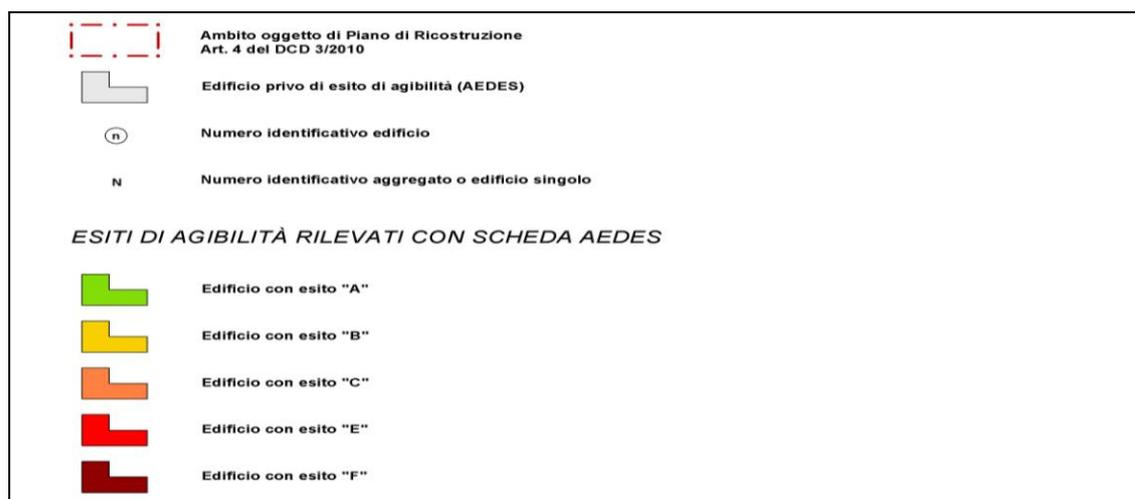 Ambito oggetto di Piano di Ricostruzione
Art. 4 del DCD 3/2010
Edificio privo di esito di agibilità (AEDES)
n Numero identificativo edificio
N Numero identificativo aggregato o edificio singolo
ESITI DI AGIBILITÀ RILEVATI CON SCHEDA AEDES
Edificio con esito "A"
Edificio con esito "B"
Edificio con esito "C"
Edificio con esito "E"
Edificio con esito "F"